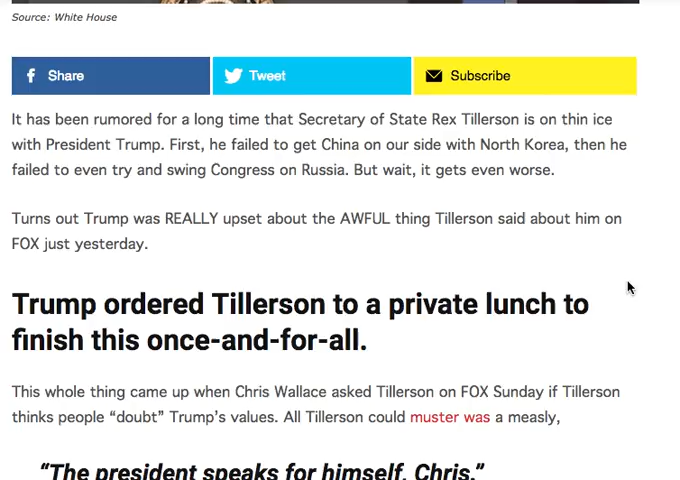 Source: White House
Share
Tweet
Subscribe
It has been rumored for a long time that Secretary of State Rex Tillerson is on thin ice
with President Trump. First, he failed to get China on our side with North Korea, then he
failed to even try and swing Congress on Russia. But wait, it gets even worse.
Turns out Trump was REALLY upset about the AWFUL thing Tillerson said about him on
FOX just yesterday.
Trump ordered Tillerson to a private lunch to
finish this once-and-for-all.
This whole thing came up when Chris Wallace asked Tillerson on FOX Sunday if Tillerson
thinks people “doubt” Trump’s values. All Tillerson could muster was a measly,
“The president speaks for himself, Chris.”